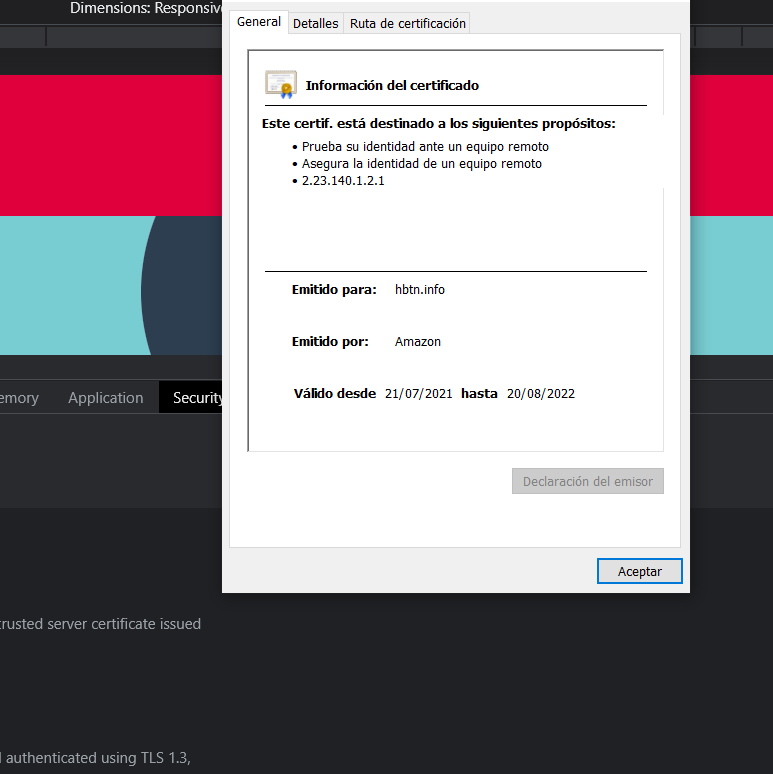 Dimensions: Responsive
General
Detalles
Ruta de certificación
Información del certificado
Este certif. está destinado a los siguientes propósitos:
• Prueba su identidad ante un equipo remoto
• Asegura la identidad de un equipo remoto
• 2.23.140.1.2.1
Emitido para: hbtn.info
Emitido por: Amazon
Válido desde 21/07/2021 hasta 20/08/2022
Declaración del emisor
Aceptar
emory
Application
Security
rusted server certificate issued
authenticated using TLS 1.3,